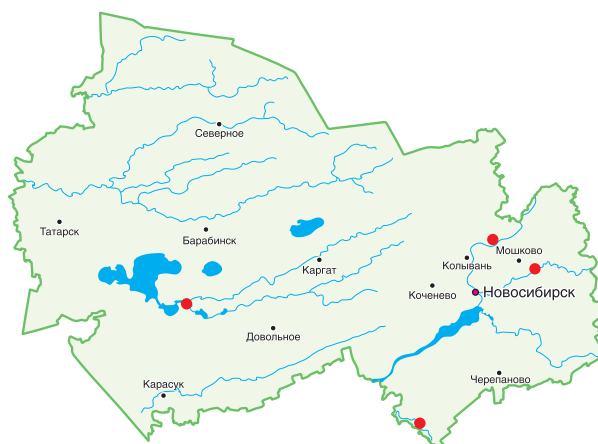 Северное
Татарск
Барабинск
Мошково
Колывань
Каргат
Коченево
Новосибирск
Довольное
Карасук
Черепаново